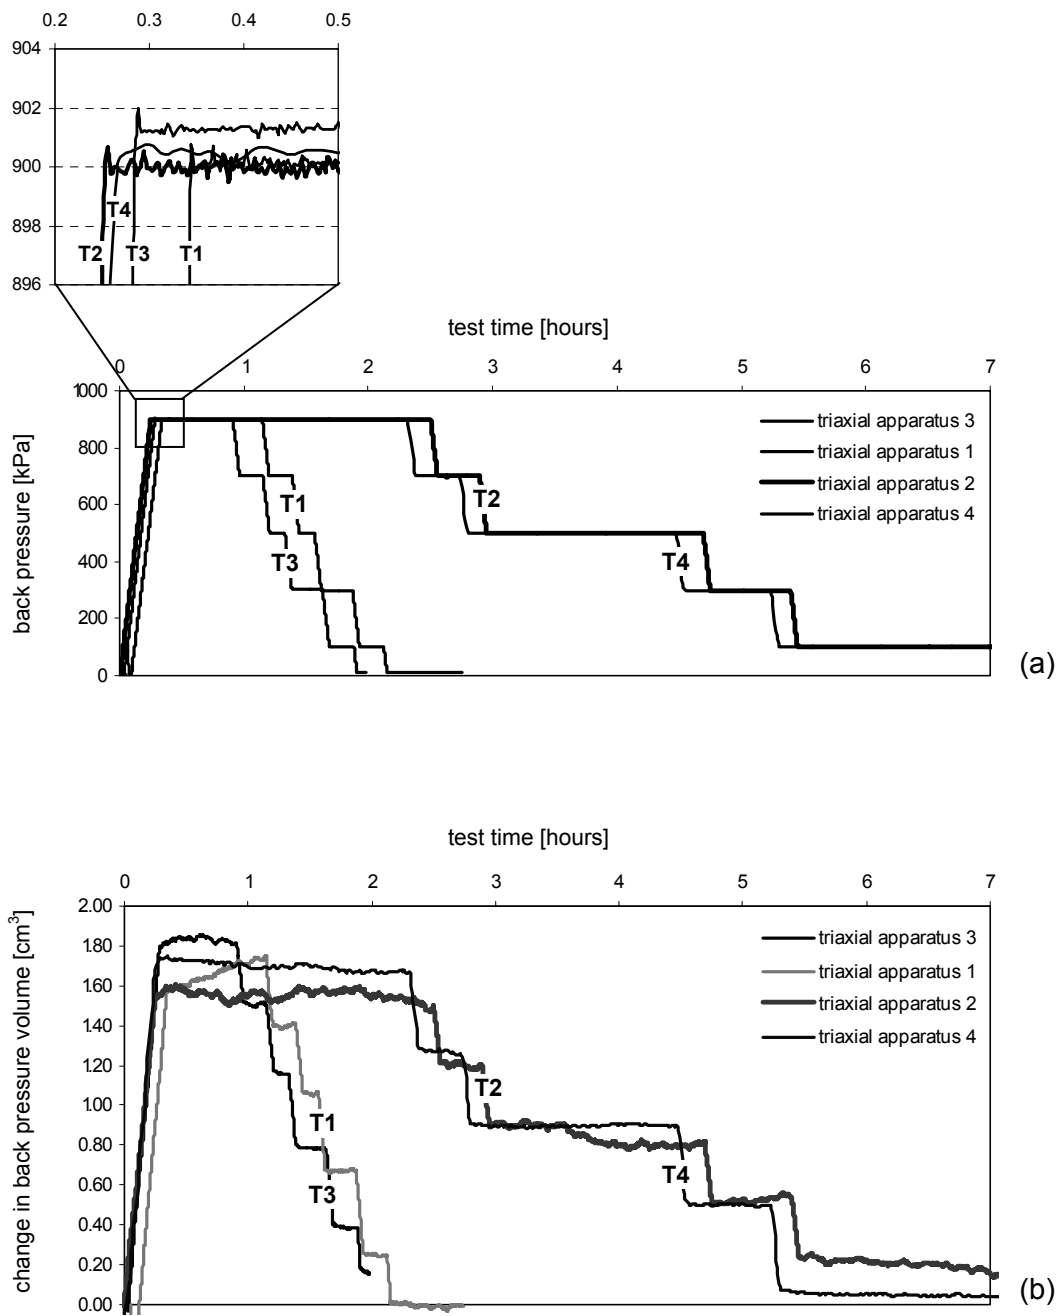 0.2 0.3 0.4 0.5
904
902
900
898
896
T4
T2 T3 T1
test time [hours]
0 1 2 3 4 5 6 7
back pressure [kPa]
1000
800
600
400
200
0
triaxial apparatus 3
triaxial apparatus 1
triaxial apparatus 2
triaxial apparatus 4
T1
T2
T3
T4
(a)
test time [hours]
0 1 2 3 4 5 6 7
change in back pressure volume [cm³]
2.00
1.80
1.60
1.40
1.20
1.00
0.80
0.60
0.40
0.20
0.00
triaxial apparatus 3
triaxial apparatus 1
triaxial apparatus 2
triaxial apparatus 4
T2
T1
T4
T3
(b)